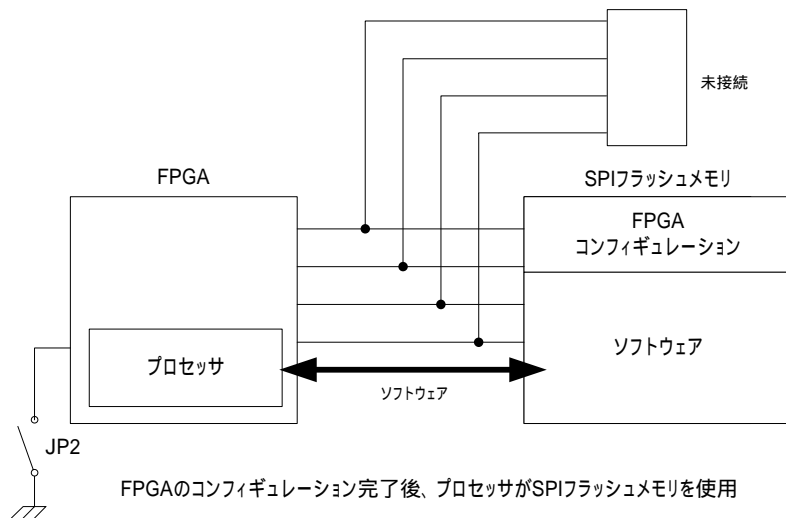 未接続
FPGA
SPIフラッシュメモリ
FPGA
コンフィギュレーション
プロセッサ
ソフトウェア
ソフトウェア
JP2
FPGAのコンフィギュレーション完了後、プロセッサがSPIフラッシュメモリを使用